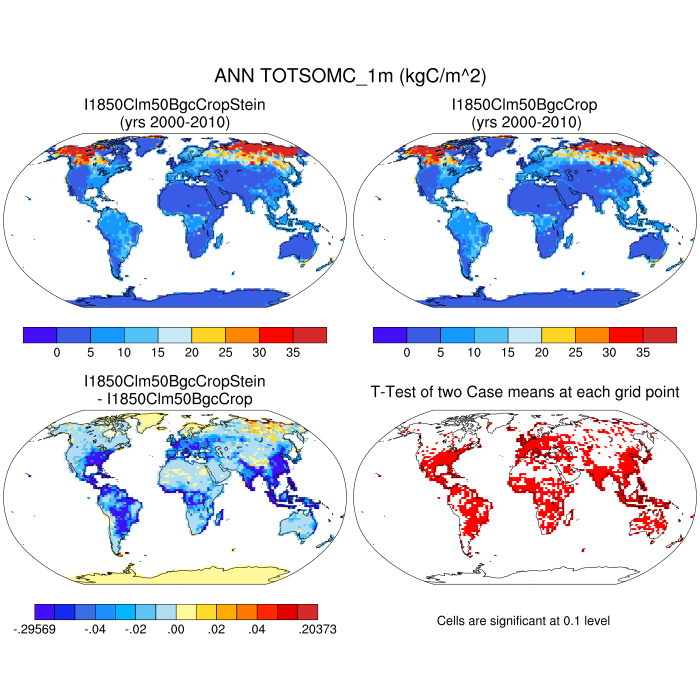 ANN TOTSOMC_1m (kgC/m^2)
I1850Clm50BgcCropStein
(yrs 2000-2010)
I1850Clm50BgcCrop
(yrs 2000-2010)
0 5 10 15 20 25 30 35
0 5 10 15 20 25 30 35
I1850Clm50BgcCropStein
- I1850Clm50BgcCrop
T-Test of two Case means at each grid point
-.29569 -.04 -.02 .00 .02 .04 .20373
Cells are significant at 0.1 level